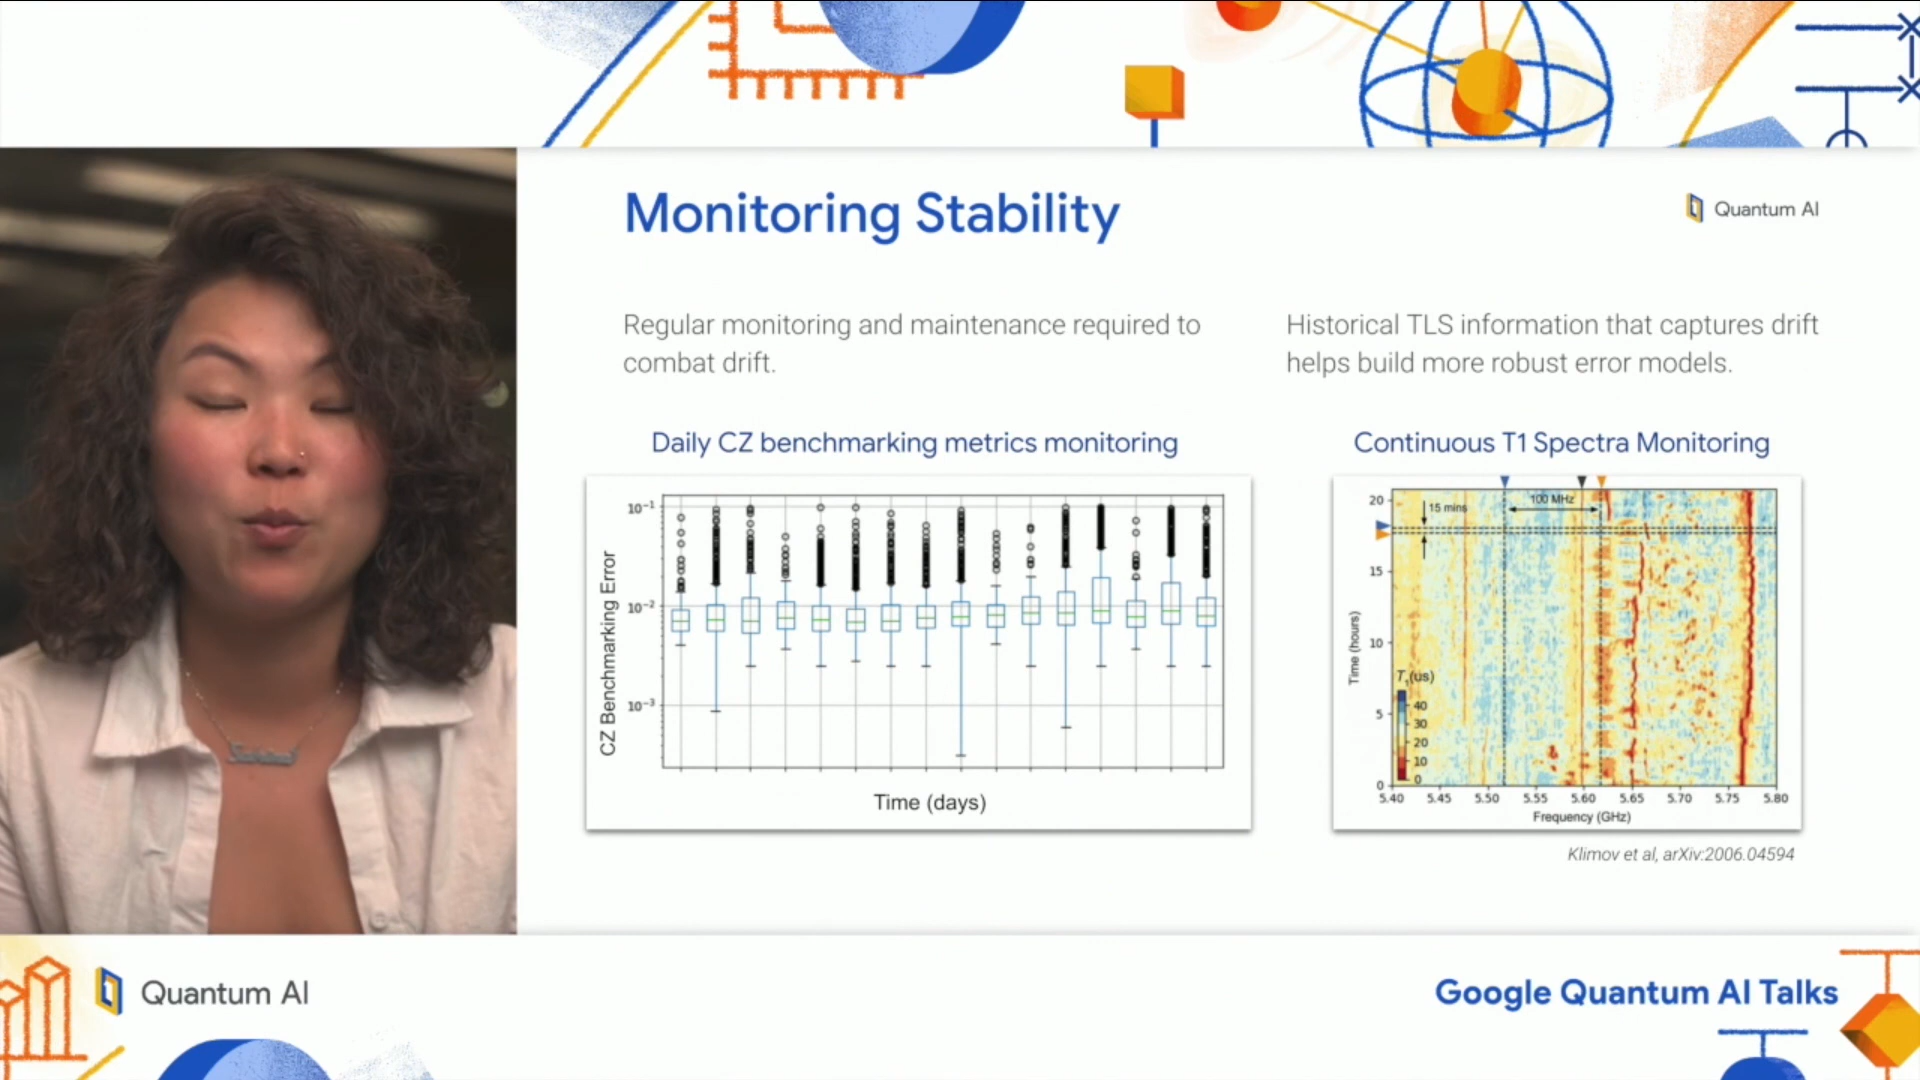 Monitoring Stability
Quantum AI
Regular monitoring and maintenance required to
combat drift.
Historical TLS information that captures drift
helps build more robust error models.
Daily CZ benchmarking metrics monitoring
CZ Benchmarking Error
10⁻¹
10⁻²
10⁻³
Time (days)
Continuous T1 Spectra Monitoring
100 MHz
15 mins
Time (hours)
20
15
10
5
0
T₁(us)
40
30
20
10
0
5.40 5.45 5.50 5.55 5.60 5.65 5.70 5.75 5.80
Frequency (GHz)
Klimov et al, arXiv:2006.04594
Quantum AI
Google Quantum AI Talks